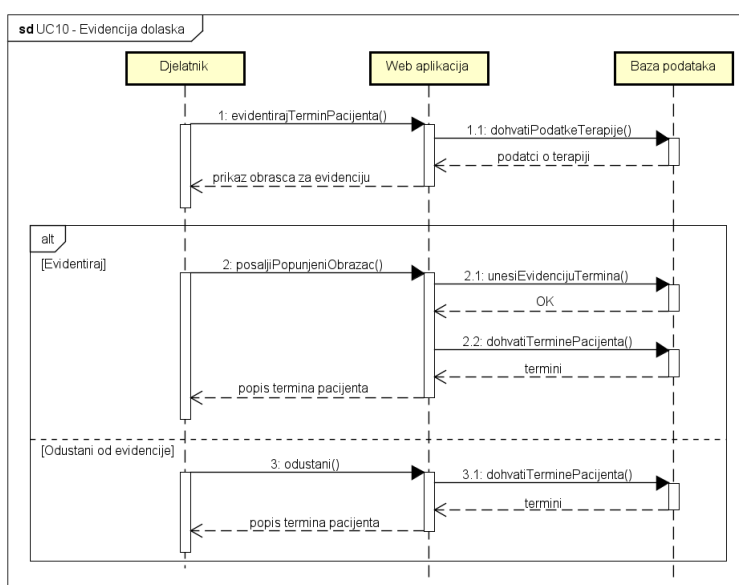 sd UC10 - Evidencija dolaska
Djelatnik
Web aplikacija
Baza podataka
1: evidentirajTerminPacijenta()
1.1: dohvatiPodatkeTerapije()
podatci o terapiji
prikaz obrasca za evidenciju
alt
[Evidentiraj]
2: posaljiPopunjeniObrazac()
2.1: unesiEvidencijuTermina()
OK
2.2: dohvatiTerminePacijenta()
termini
popis termina pacijenta
[Odustani od evidencije]
3: odustani()
3.1: dohvatiTerminePacijenta()
termini
popis termina pacijenta